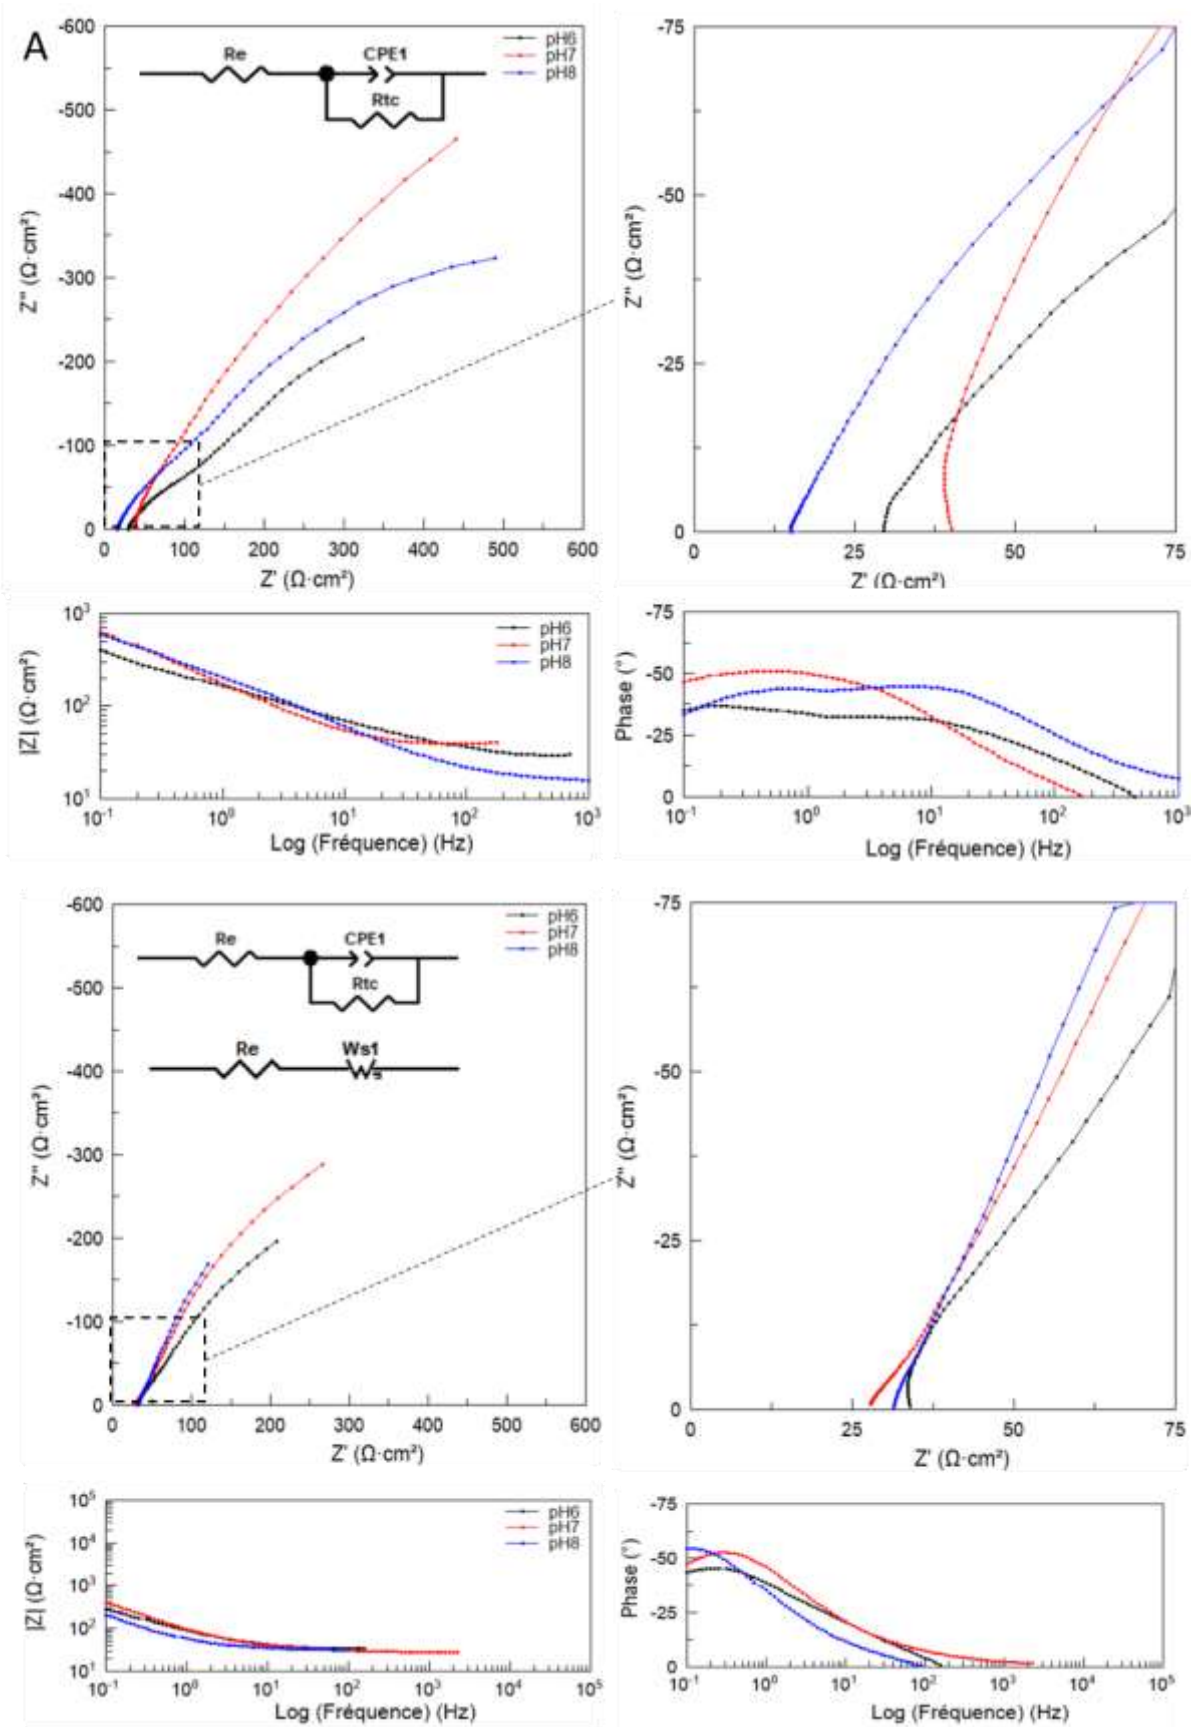 A
Re
CPE1
Rtc
pH6
pH7
pH8
-600
-500
-400
-300
-200
-100
0
Z'' (Ω·cm²)
0 100 200 300 400 500 600
Z' (Ω·cm²)
-75
-50
-25
0
Z'' (Ω·cm²)
0 25 50 75
Z' (Ω·cm²)
10³
10²
10¹
|Z| (Ω·cm²)
pH6
pH7
pH8
10⁻¹ 10⁰ 10¹ 10² 10³
Log (Fréquence) (Hz)
-75
-50
-25
0
Phase (°)
10⁻¹ 10⁰ 10¹ 10² 10³
Log (Fréquence) (Hz)
-600
-500
-400
-300
-200
-100
0
Z'' (Ω·cm²)
pH6
pH7
pH8
Re
CPE1
Rtc
Re
Ws1
s
0 100 200 300 400 500 600
Z' (Ω·cm²)
-75
-50
-25
0
Z'' (Ω·cm²)
0 25 50 75
Z' (Ω·cm²)
10⁵
10⁴
10³
10²
10¹
|Z| (Ω·cm²)
pH6
pH7
pH8
10⁻¹ 10⁰ 10¹ 10² 10³ 10⁴ 10⁵
Log (Fréquence) (Hz)
-75
-50
-25
0
Phase (°)
10⁻¹ 10⁰ 10¹ 10² 10³ 10⁴ 10⁵
Log (Fréquence) (Hz)